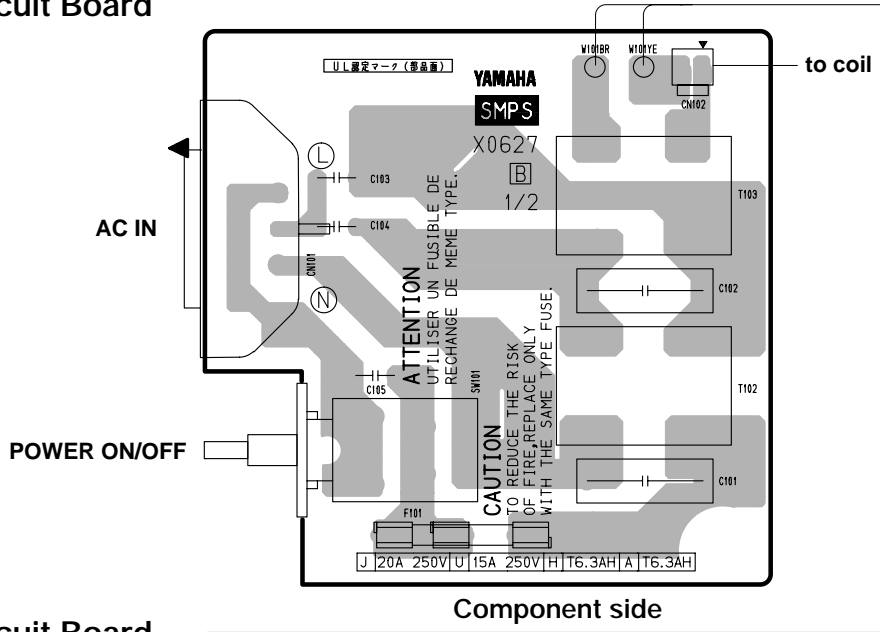 cuit Board
UL認定マーク (部品面)
W101BR
W101YE
to coil
CN102
YAMAHA
SMPS
X0627
B
1/2
L
C103
T103
AC IN
C104
CN101
N
C102
ATTENTION
UTILISER UN FUSIBLE DE
RECHANGE DE MEME TYPE.
C105
SW101
T102
POWER ON/OFF
CAUTION
TO REDUCE THE RISK
OF FIRE,REPLACE ONLY
WITH THE SAME TYPE FUSE.
C101
F101
J 20A 250V U 15A 250V H T6.3AH A T6.3AH
Component side
cuit Board